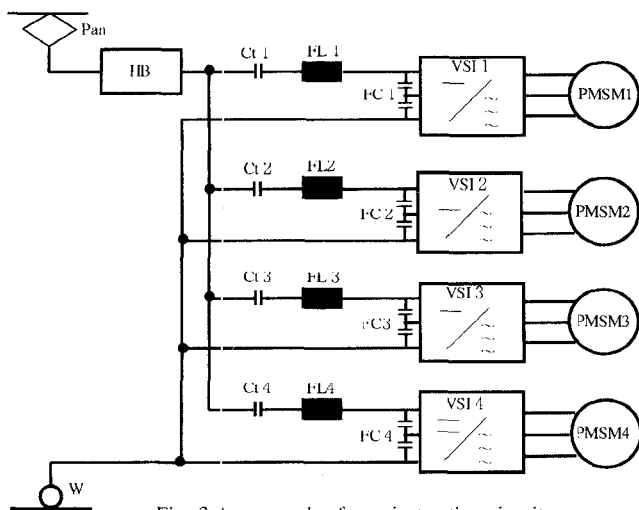 Pan
HB
Ct 1
FL 1
FC 1
VSI 1
PMSM1
Ct 2
FL2
FC 2
VSI 2
PMSM2
Ct 3
FL 3
FC3
VSI 3
PMSM3
Ct 4
FL4
FC 4
VSI 4
PMSM4
W